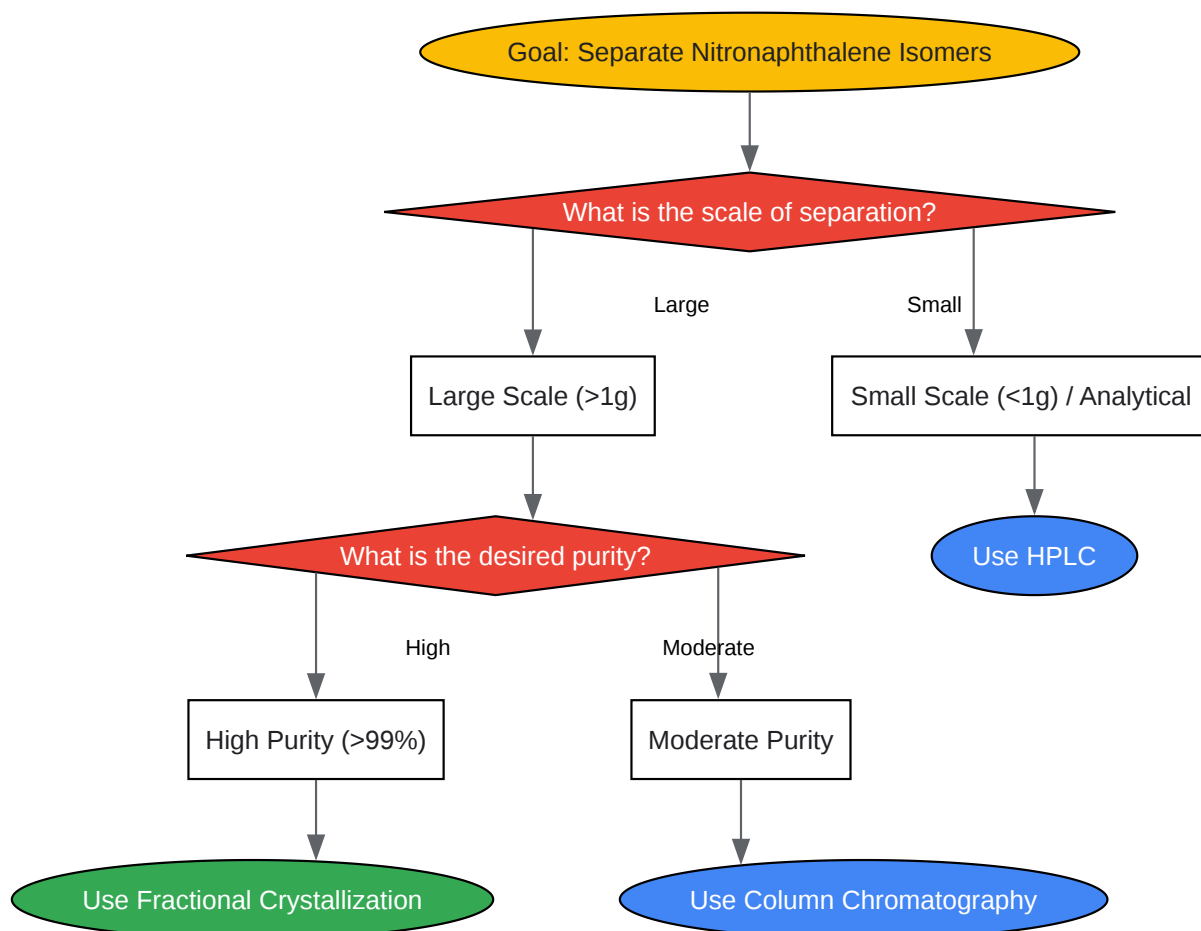 Goal: Separate Nitronaphthalene Isomers
What is the scale of separation?
Large
Small
Large Scale (>1g)
Small Scale (<1g) / Analytical
What is the desired purity?
Use HPLC
High
Moderate
High Purity (>99%)
Moderate Purity
Use Fractional Crystallization
Use Column Chromatography